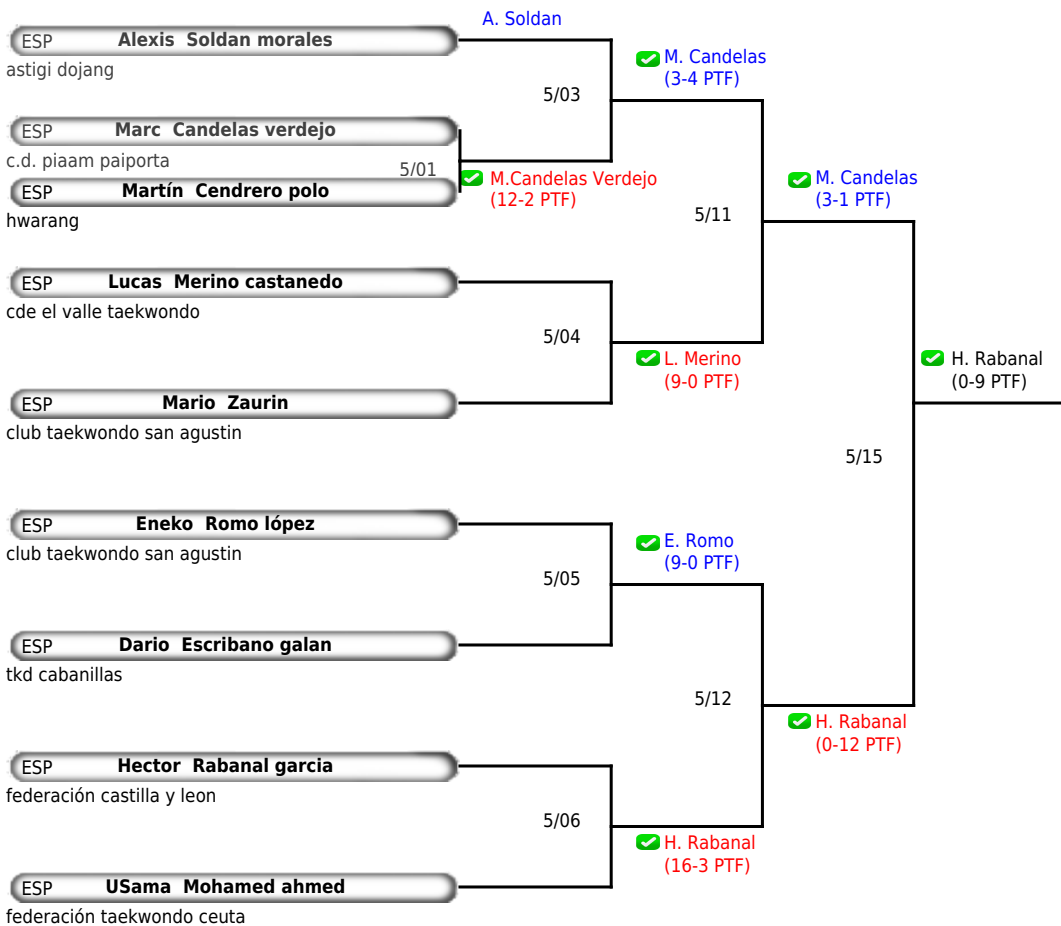 A. Soldan
ESP Alexis Soldan morales
astigi dojang
M. Candelas
(3-4 PTF)
5/03
ESP Marc Candelas verdejo
c.d. piaam paiporta
5/01
M.Candelas Verdejo
(12-2 PTF)
ESP Martín Cendrero polo
hwarang
M. Candelas
(3-1 PTF)
5/11
ESP Lucas Merino castanedo
cde el valle taekwondo
5/04
L. Merino
(9-0 PTF)
H. Rabanal
(0-9 PTF)
ESP Mario Zaurin
club taekwondo san agustin
5/15
ESP Eneko Romo lópez
club taekwondo san agustin
E. Romo
(9-0 PTF)
5/05
ESP Dario Escribano galan
tkd cabanillas
5/12
H. Rabanal
(0-12 PTF)
ESP Hector Rabanal garcia
federación castilla y leon
5/06
H. Rabanal
(16-3 PTF)
ESP USama Mohamed ahmed
federación taekwondo ceuta